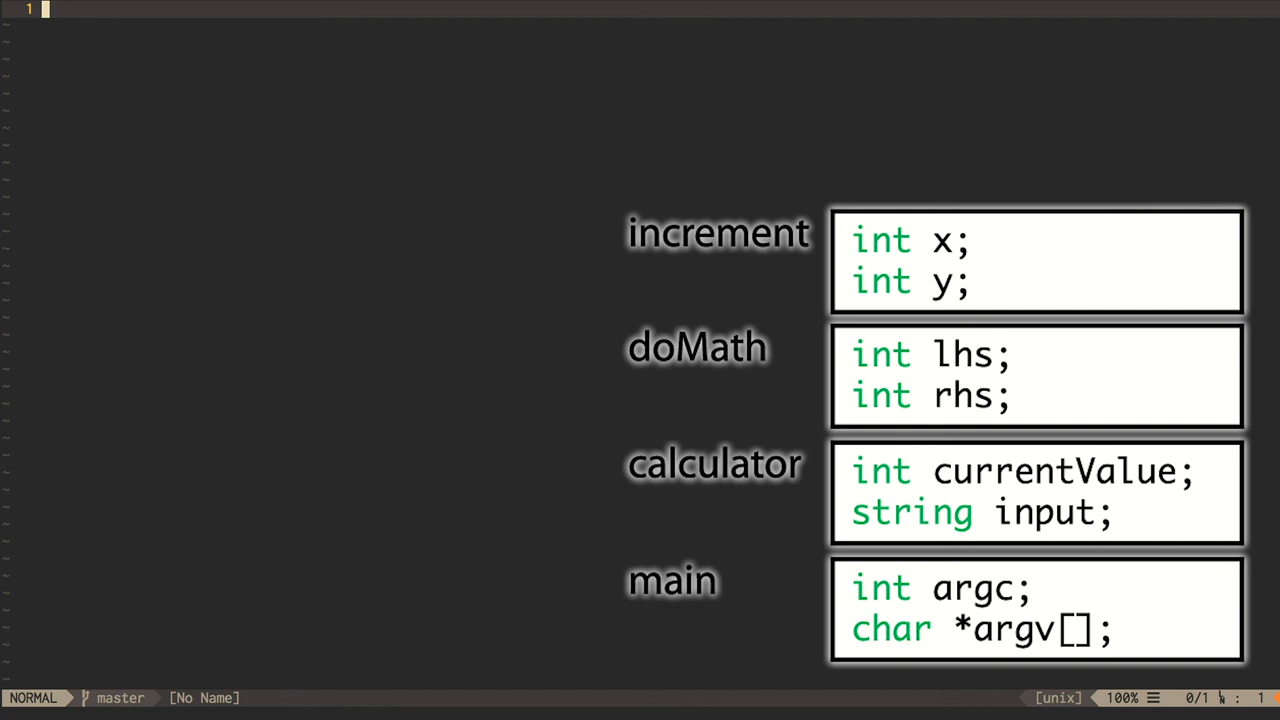 1
increment
int x;
int y;
doMath
int lhs;
int rhs;
calculator
int currentValue;
string input;
main
int argc;
char *argv[];
NORMAL master [No Name] [unix] 100% ☰ 0/1 ㏑ : 1